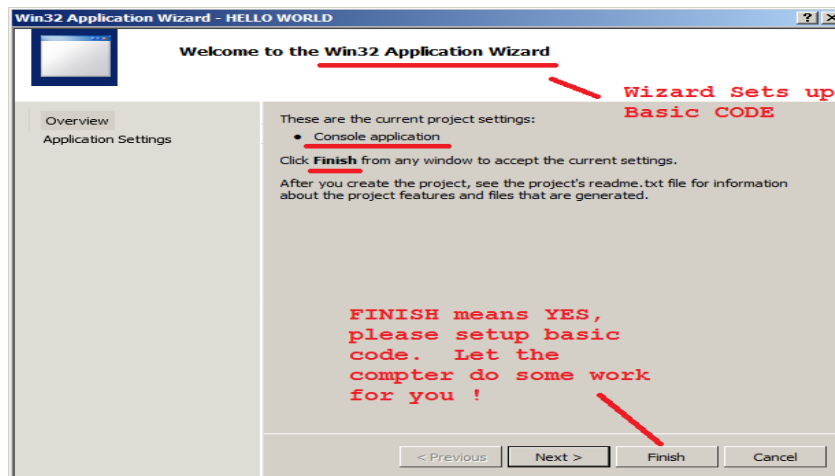 Win32 Application Wizard - HELLO WORLD
Welcome to the Win32 Application Wizard
Wizard Sets up
Basic CODE
Overview
Application Settings
These are the current project settings:
• Console application
Click Finish from any window to accept the current settings.
After you create the project, see the project's readme.txt file for information
about the project features and files that are generated.
FINISH means YES,
please setup basic
code. Let the
compter do some work
for you !
< Previous
Next >
Finish
Cancel